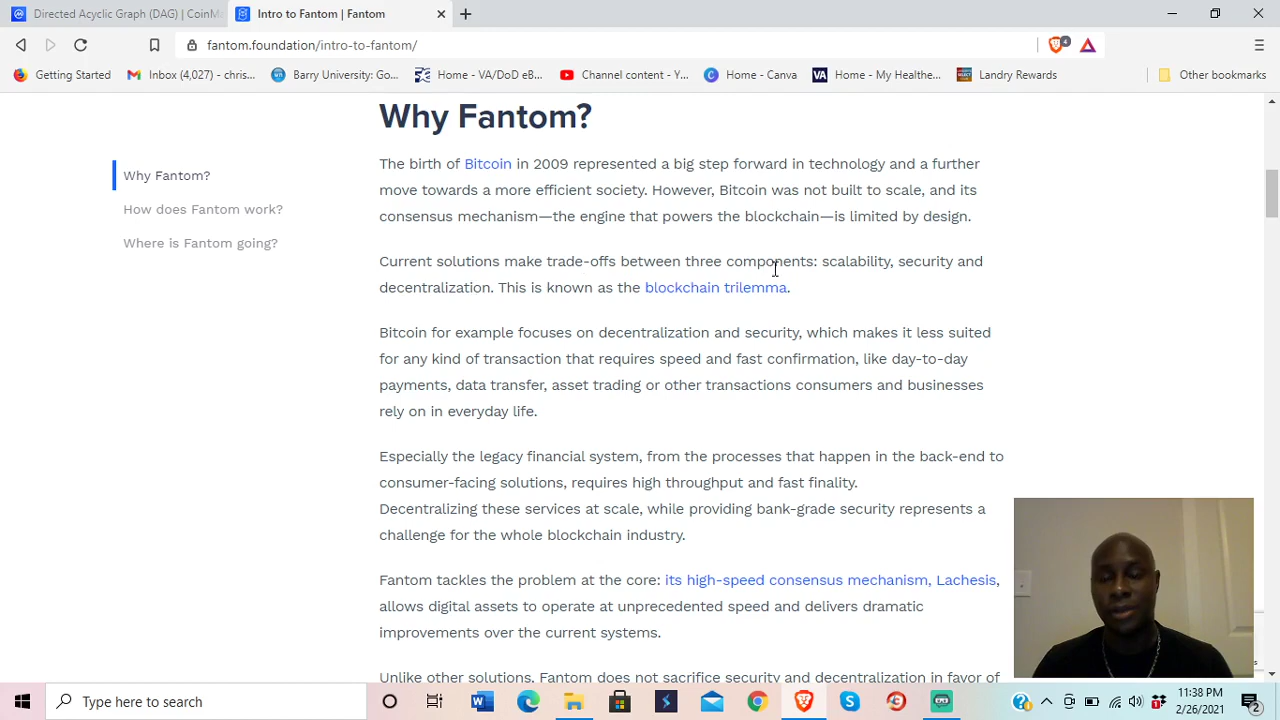 Directed Acyclic Graph (DAG) | CoinM
Intro to Fantom | Fantom
fantom.foundation/intro-to-fantom/
4
Getting Started
Inbox (4,027) - chris...
Barry University: Go...
Home - VA/DoD eB...
Channel content - Y...
Home - Canva
Home - My Healthe...
Landry Rewards
Other bookmarks
Why Fantom?
How does Fantom work?
Where is Fantom going?
Why Fantom?
The birth of Bitcoin in 2009 represented a big step forward in technology and a further
move towards a more efficient society. However, Bitcoin was not built to scale, and its
consensus mechanism—the engine that powers the blockchain—is limited by design.
Current solutions make trade-offs between three components: scalability, security and
decentralization. This is known as the blockchain trilemma.
Bitcoin for example focuses on decentralization and security, which makes it less suited
for any kind of transaction that requires speed and fast confirmation, like day-to-day
payments, data transfer, asset trading or other transactions consumers and businesses
rely on in everyday life.
Especially the legacy financial system, from the processes that happen in the back-end to
consumer-facing solutions, requires high throughput and fast finality.
Decentralizing these services at scale, while providing bank-grade security represents a
challenge for the whole blockchain industry.
Fantom tackles the problem at the core: its high-speed consensus mechanism, Lachesis,
allows digital assets to operate at unprecedented speed and delivers dramatic
improvements over the current systems.
Unlike other solutions, Fantom does not sacrifice security and decentralization in favor of
Type here to search
11:38 PM
2/26/2021
2